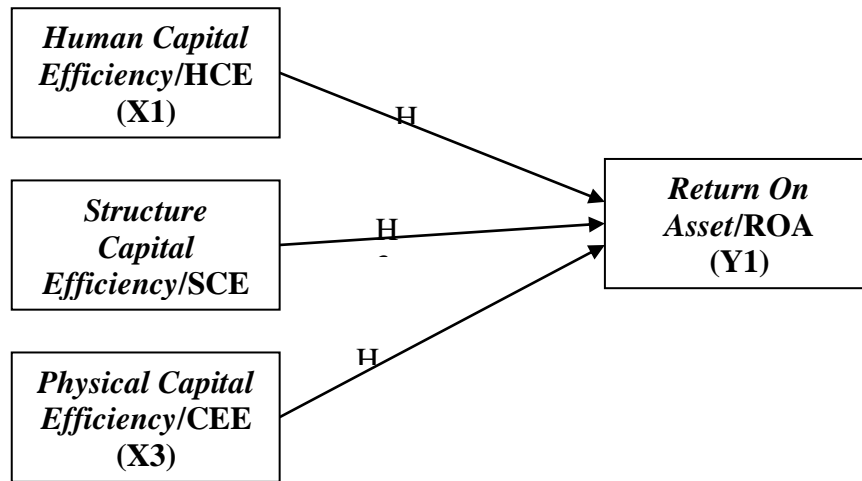 Human Capital
Efficiency/HCE
(X1)
H
Structure
Capital
Efficiency/SCE
H
Physical Capital
Efficiency/CEE
(X3)
H
Return On
Asset/ROA
(Y1)